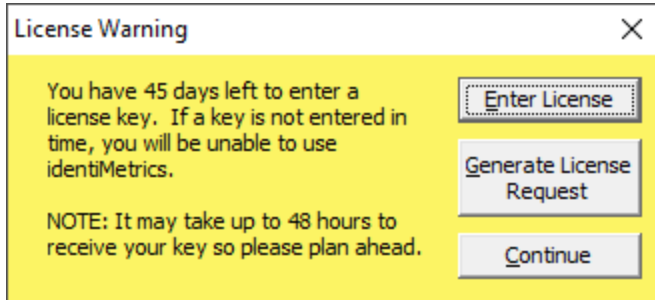 License Warning
You have 45 days left to enter a
license key.  If a key is not entered in
time, you will be unable to use
identiMetrics.
NOTE: It may take up to 48 hours to
receive your key so please plan ahead.
Enter License
Generate License
Request
Continue